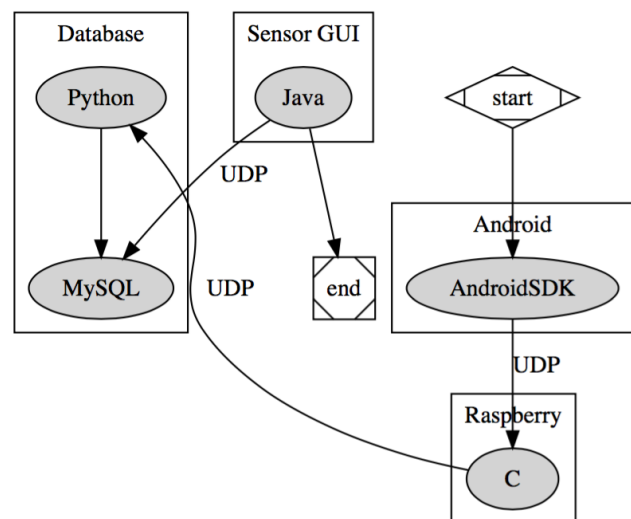 Database
Sensor GUI
Python
Java
start
UDP
Android
MySQL
UDP
end
AndroidSDK
UDP
Raspberry
C